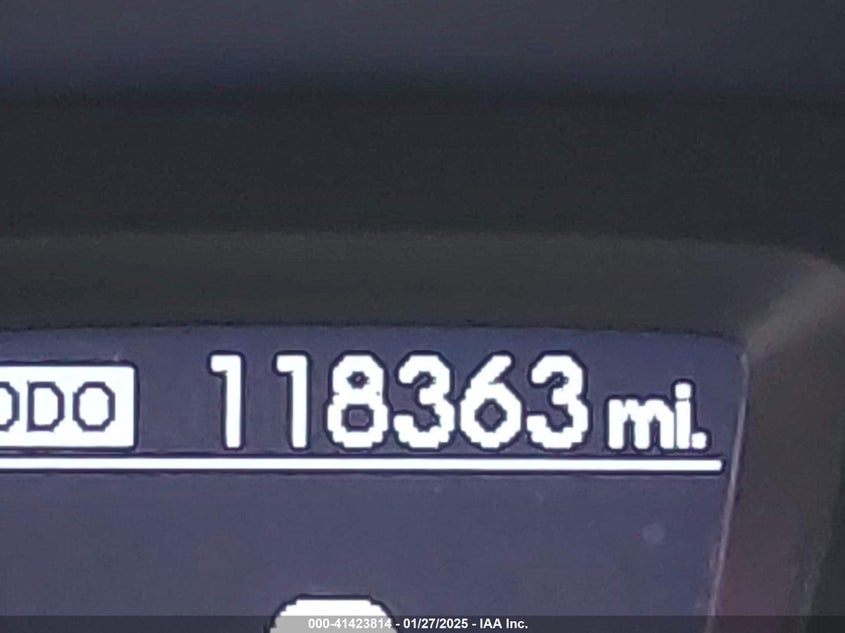 ODO 118363 mi.
000-41423814 - 01/27/2025 - IAA Inc.